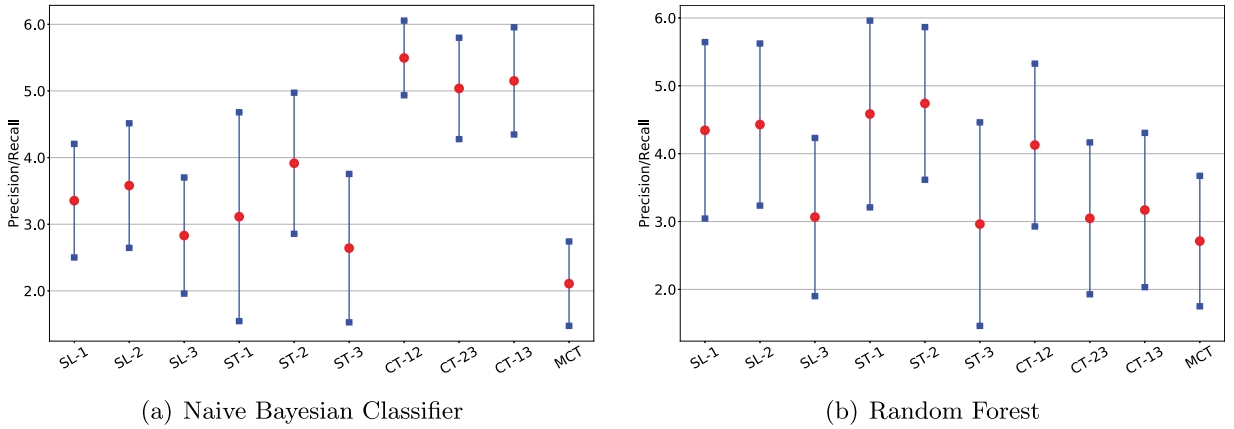 Precision/Recall
6.0
5.0
4.0
3.0
2.0
SL-1 SL-2 SL-3 ST-1 ST-2 ST-3 CT-12 CT-23 CT-13 MCT
(a) Naive Bayesian Classifier
Precision/Recall
6.0
5.0
4.0
3.0
2.0
SL-1 SL-2 SL-3 ST-1 ST-2 ST-3 CT-12 CT-23 CT-13 MCT
(b) Random Forest